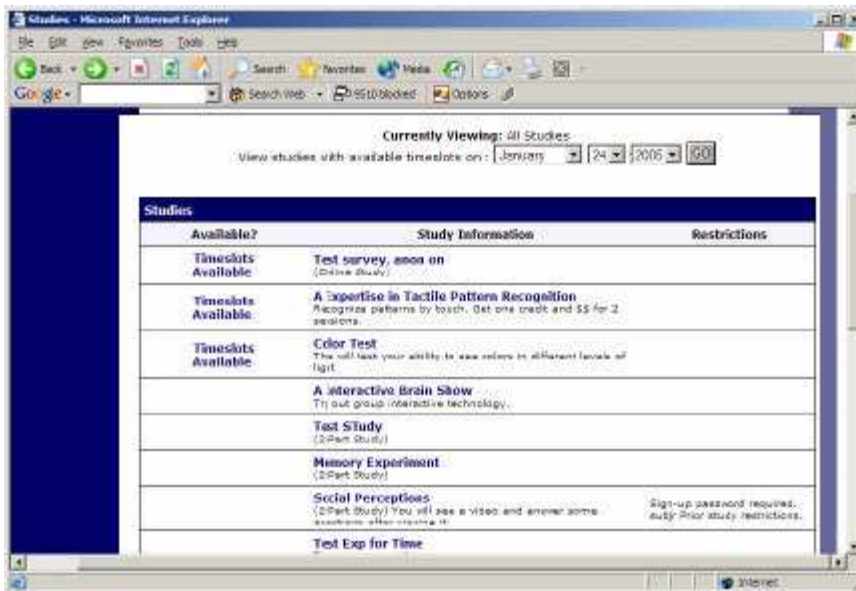 Studies - Microsoft Internet Explorer
File Edit View Favorites Tools Help
Back Search Favorites Media
Google Search Web 9510 blocked Options
Currently Viewing: All Studies
View studies with available timeslots on : January 24 2005 GO
Studies
Available? Study Information Restrictions
Timeslots Available
Test survey, anon on
(Online Study)
Timeslots Available
A Expertise in Tactile Pattern Recognition
Recognize patterns by touch. Get one credit and $$ for 2
sessions.
Timeslots Available
Color Test
The will test your ability to see colors in different levels of
light
A Interactive Brain Show
Try out group interactive technology.
Test STudy
(2-Part Study)
Memory Experiment
(2-Part Study)
Social Perceptions
(2-Part Study) You will see a video and answer some
questions after viewing it.
Sign-up password required.
Prior study restrictions.
Test Exp for Time
Internet